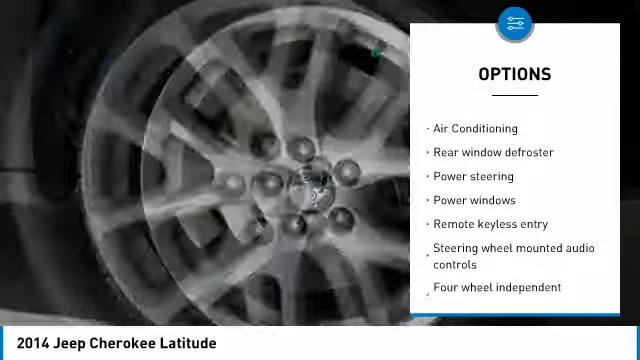 OPTIONS
Air Conditioning
Rear window defroster
Power steering
Power windows
Remote keyless entry
Steering wheel mounted audio
controls
Four wheel independent
2014 Jeep Cherokee Latitude